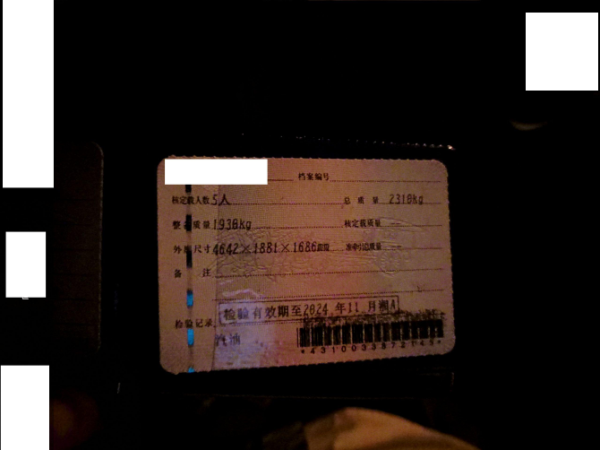 档案编号
核定载人数 5人 总质量 2318kg
整备质量 1936kg 核定载质量 --
外廓尺寸 4642×1881×1686mm 准牵引总质量 --
备注
检验有效期至2024年11月湘A
检验记录
汽油